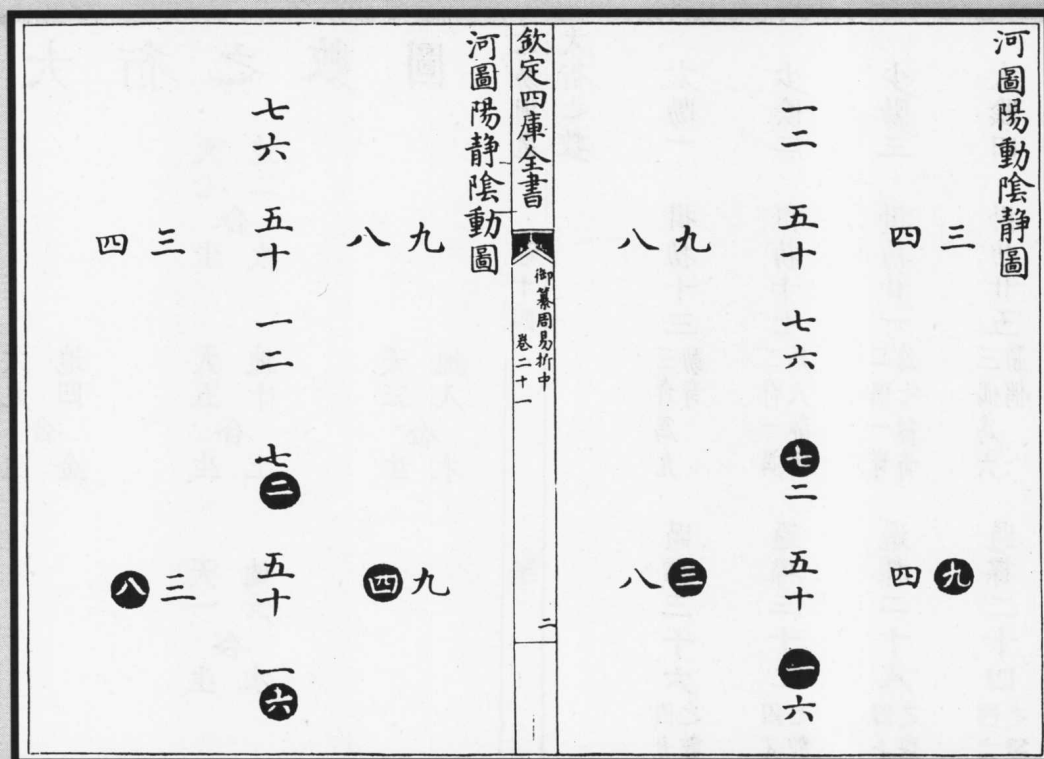 河圖陽動陰静圖
三 九
四 四
一二 五十 七六 七二 五十 一六
九 三
八 八
欽定四庫全書
御纂周易折中
卷二十一
二
河圖陽静陰動圖
九 九
八 四
七六 五十 一二 七二 五十 一六
三 三
四 八